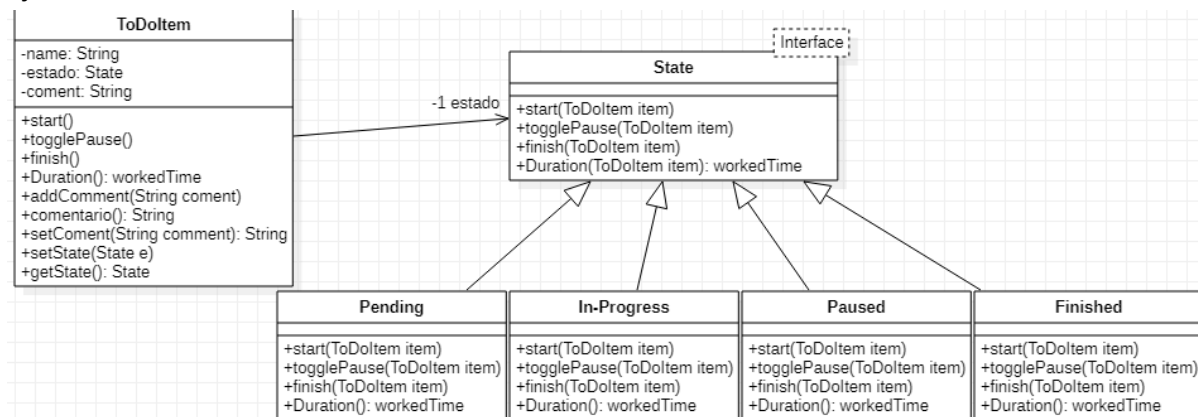 ToDoItem
-name: String
-estado: State
-coment: String
+start()
+togglePause()
+finish()
+Duration(): workedTime
+addComment(String coment)
+comentario(): String
+setComent(String comment): String
+setState(State e)
+getState(): State
-1 estado
Interface
State
+start(ToDoItem item)
+togglePause(ToDoItem item)
+finish(ToDoItem item)
+Duration(ToDoItem item): workedTime
Pending
+start(ToDoItem item)
+togglePause(ToDoItem item)
+finish(ToDoItem item)
+Duration(): workedTime
In-Progress
+start(ToDoItem item)
+togglePause(ToDoItem item)
+finish(ToDoItem item)
+Duration(): workedTime
Paused
+start(ToDoItem item)
+togglePause(ToDoItem item)
+finish(ToDoItem item)
+Duration(): workedTime
Finished
+start(ToDoItem item)
+togglePause(ToDoItem item)
+finish(ToDoItem item)
+Duration(): workedTime